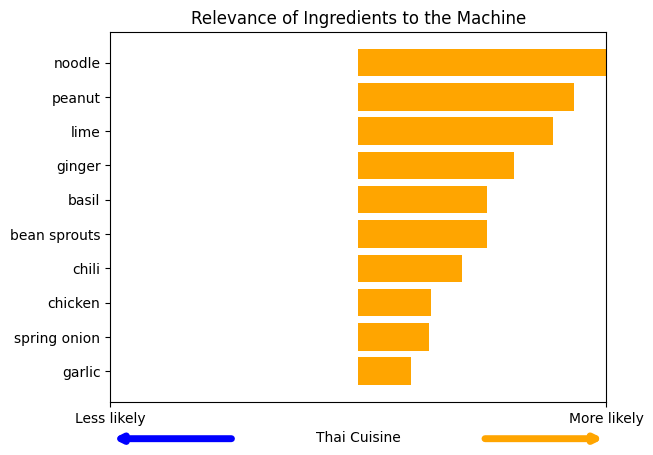 Relevance of Ingredients to the Machine
noodle
peanut
lime
ginger
basil
bean sprouts
chili
chicken
spring onion
garlic
Less likely
More likely
Thai Cuisine